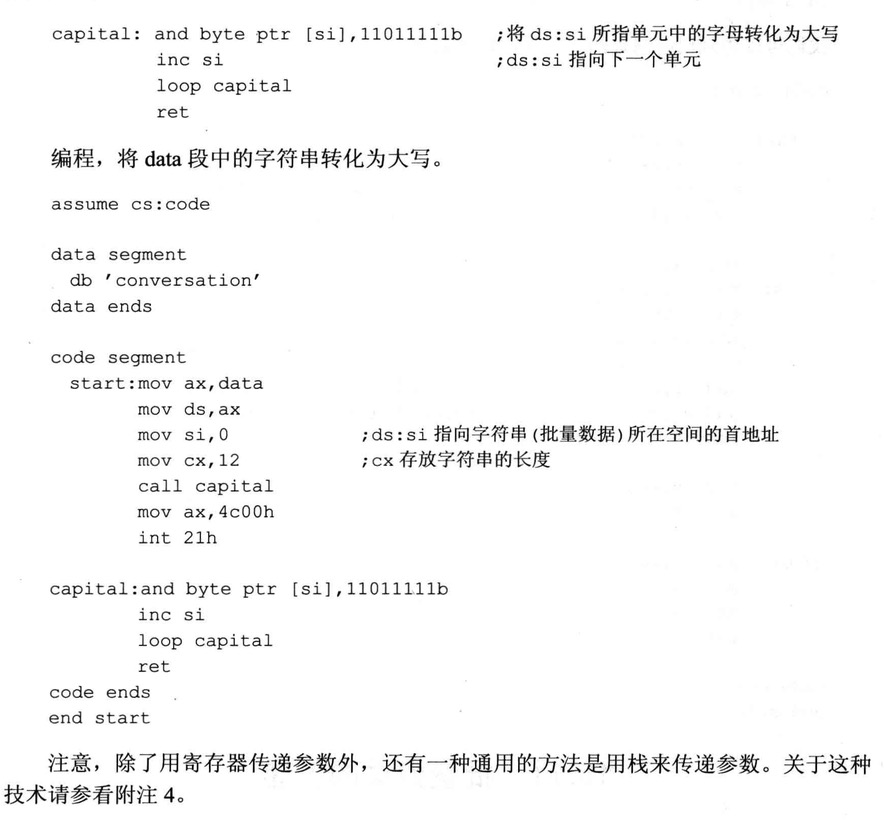 capital: and byte ptr [si],11011111b ;将 ds:si 所指单元中的字母转化为大写
inc si ;ds:si 指向下一个单元
loop capital
ret
编程，将 data 段中的字符串转化为大写。
assume cs:code
data segment
db 'conversation'
data ends
code segment
start:mov ax,data
mov ds,ax
mov si,0 ;ds:si 指向字符串(批量数据)所在空间的首地址
mov cx,12 ;cx 存放字符串的长度
call capital
mov ax,4c00h
int 21h
capital:and byte ptr [si],11011111b
inc si
loop capital
ret
code ends
end start
注意，除了用寄存器传递参数外，还有一种通用的方法是用栈来传递参数。关于这种
技术请参看附注 4。